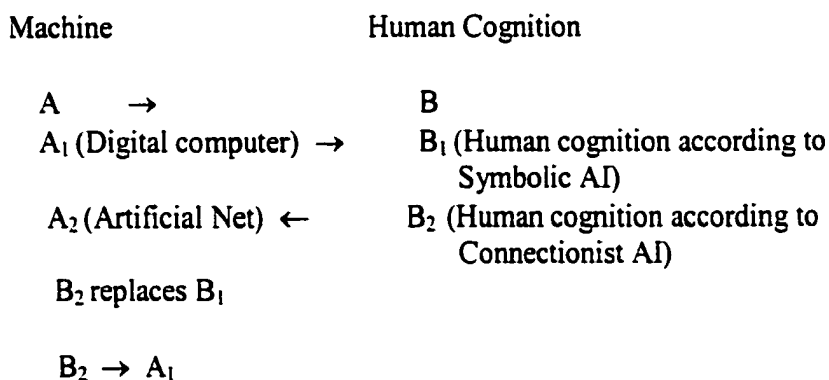 Machine Human Cognition
A → B
A₁ (Digital computer) → B₁ (Human cognition according to
Symbolic AI)
A₂ (Artificial Net) ← B₂ (Human cognition according to
Connectionist AI)
B₂ replaces B₁
B₂ → A₁